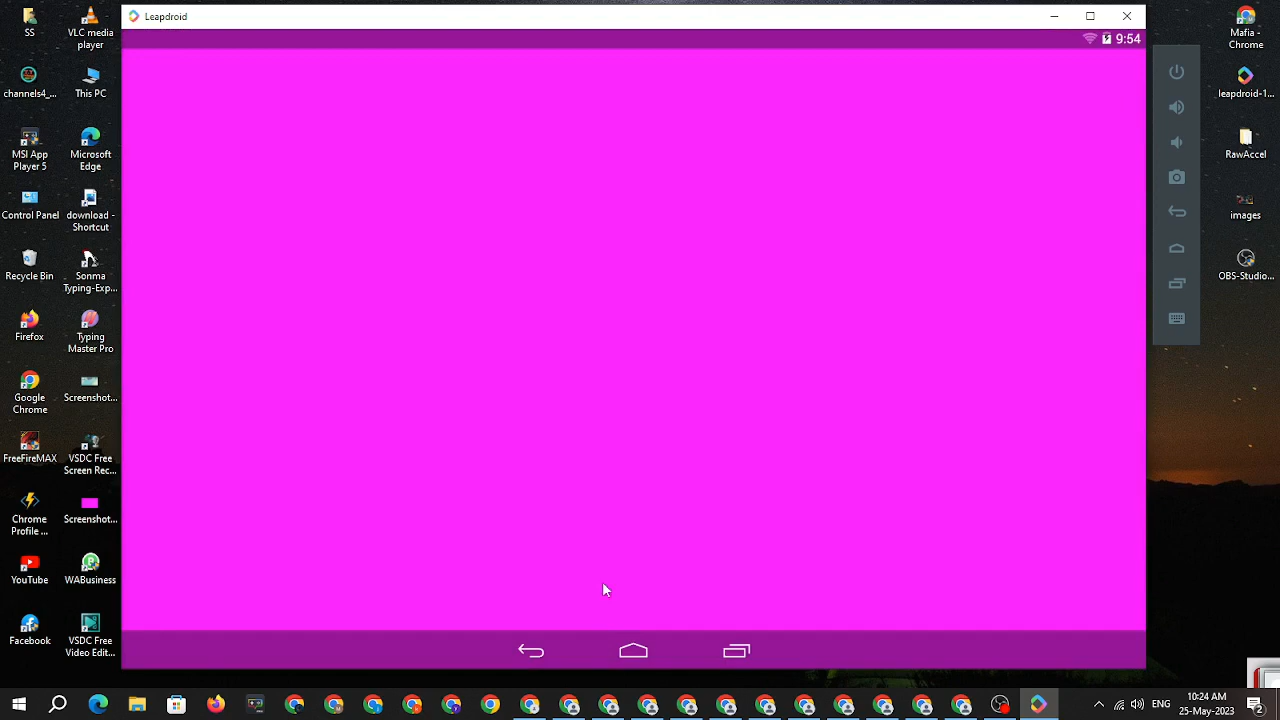 Leapdroid
9:54
SS
VLC media
player
channels4_...
This PC
MSI App
Player 5
Microsoft
Edge
Control Panel
download -
Shortcut
Recycle Bin
Sonma
Typing-Exp...
Firefox
Typing
Master Pro
Google
Chrome
Screenshot...
FreeFireMAX
VSDC Free
Screen Rec...
Chrome
Profile ...
Screenshot...
YouTube
WABusiness
Facebook
VSDC Free
Video Edit...
Mafia -
Chrome
leapdroid-1...
RawAccel
images
OBS-Studio...
ENG
10:24 AM
25-May-2023